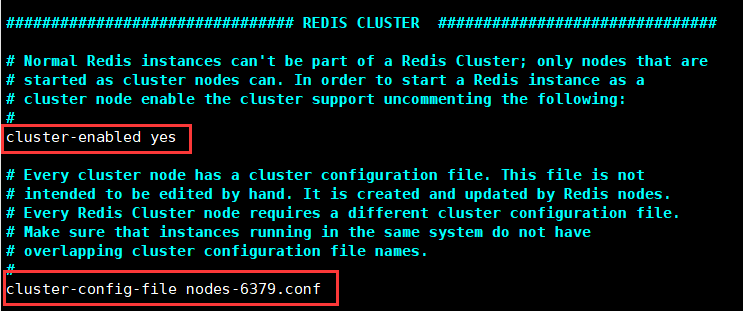 ################################ REDIS CLUSTER ###############################
# Normal Redis instances can't be part of a Redis Cluster; only nodes that are
# started as cluster nodes can. In order to start a Redis instance as a
# cluster node enable the cluster support uncommenting the following:
#
cluster-enabled yes
# Every cluster node has a cluster configuration file. This file is not
# intended to be edited by hand. It is created and updated by Redis nodes.
# Every Redis Cluster node requires a different cluster configuration file.
# Make sure that instances running in the same system do not have
# overlapping cluster configuration file names.
#
cluster-config-file nodes-6379.conf